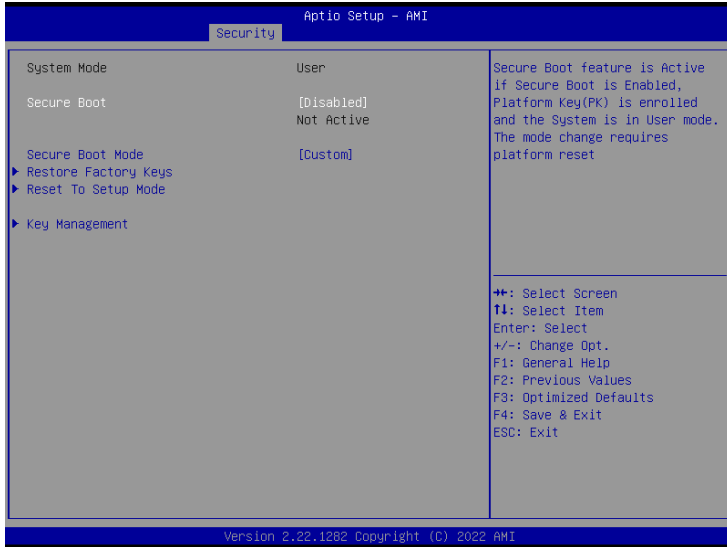 Aptio Setup – AMI
Security
System Mode User
Secure Boot [Disabled]
Not Active
Secure Boot Mode [Custom]
Restore Factory Keys
Reset To Setup Mode
Key Management
Secure Boot feature is Active
if Secure Boot is Enabled,
Platform Key(PK) is enrolled
and the System is in User mode.
The mode change requires
platform reset
→←: Select Screen
↑↓: Select Item
Enter: Select
+/-: Change Opt.
F1: General Help
F2: Previous Values
F3: Optimized Defaults
F4: Save & Exit
ESC: Exit
Version 2.22.1282 Copyright (C) 2022 AMI